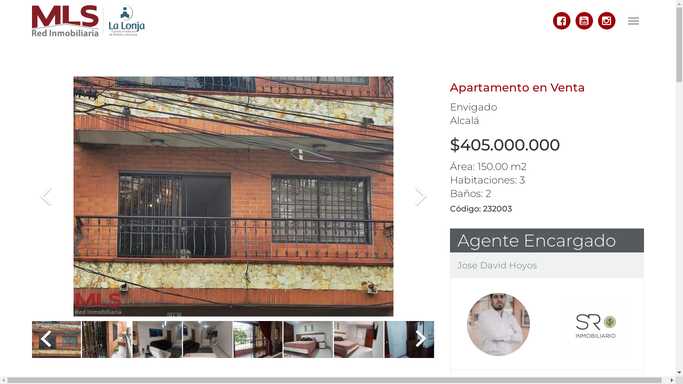 MLS
Red Inmobiliaria
La Lonja
Apartamento en Venta
Envigado
Alcalá
$405.000.000
Área: 150.00 m2
Habitaciones: 3
Baños: 2
Código: 232003
MLS
Red Inmobiliaria
Agente Encargado
Jose David Hoyos
SR
INMOBILIARIO